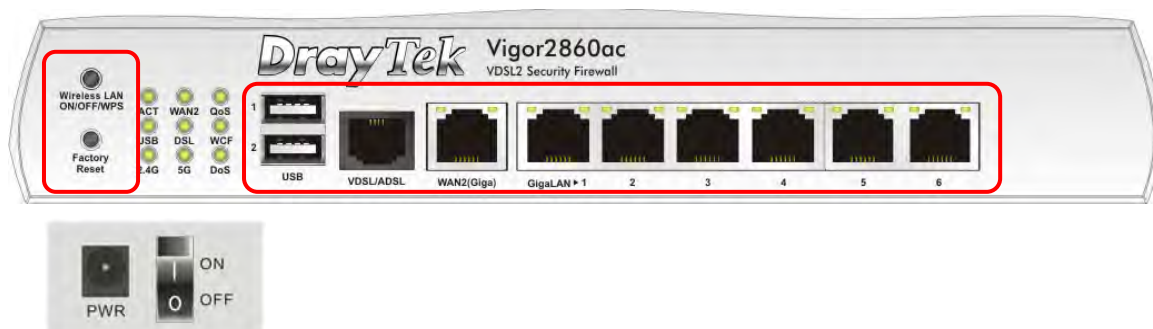 DrayTek Vigor2860ac
VDSL2 Security Firewall
Wireless LAN
ON/OFF/WPS
Factory
Reset
ACT WAN2 QoS
USB DSL WCF
2.4G 5G DoS
1
2
USB VDSL/ADSL WAN2(Giga) GigaLAN ▶ 1 2 3 4 5 6
ON
OFF
PWR